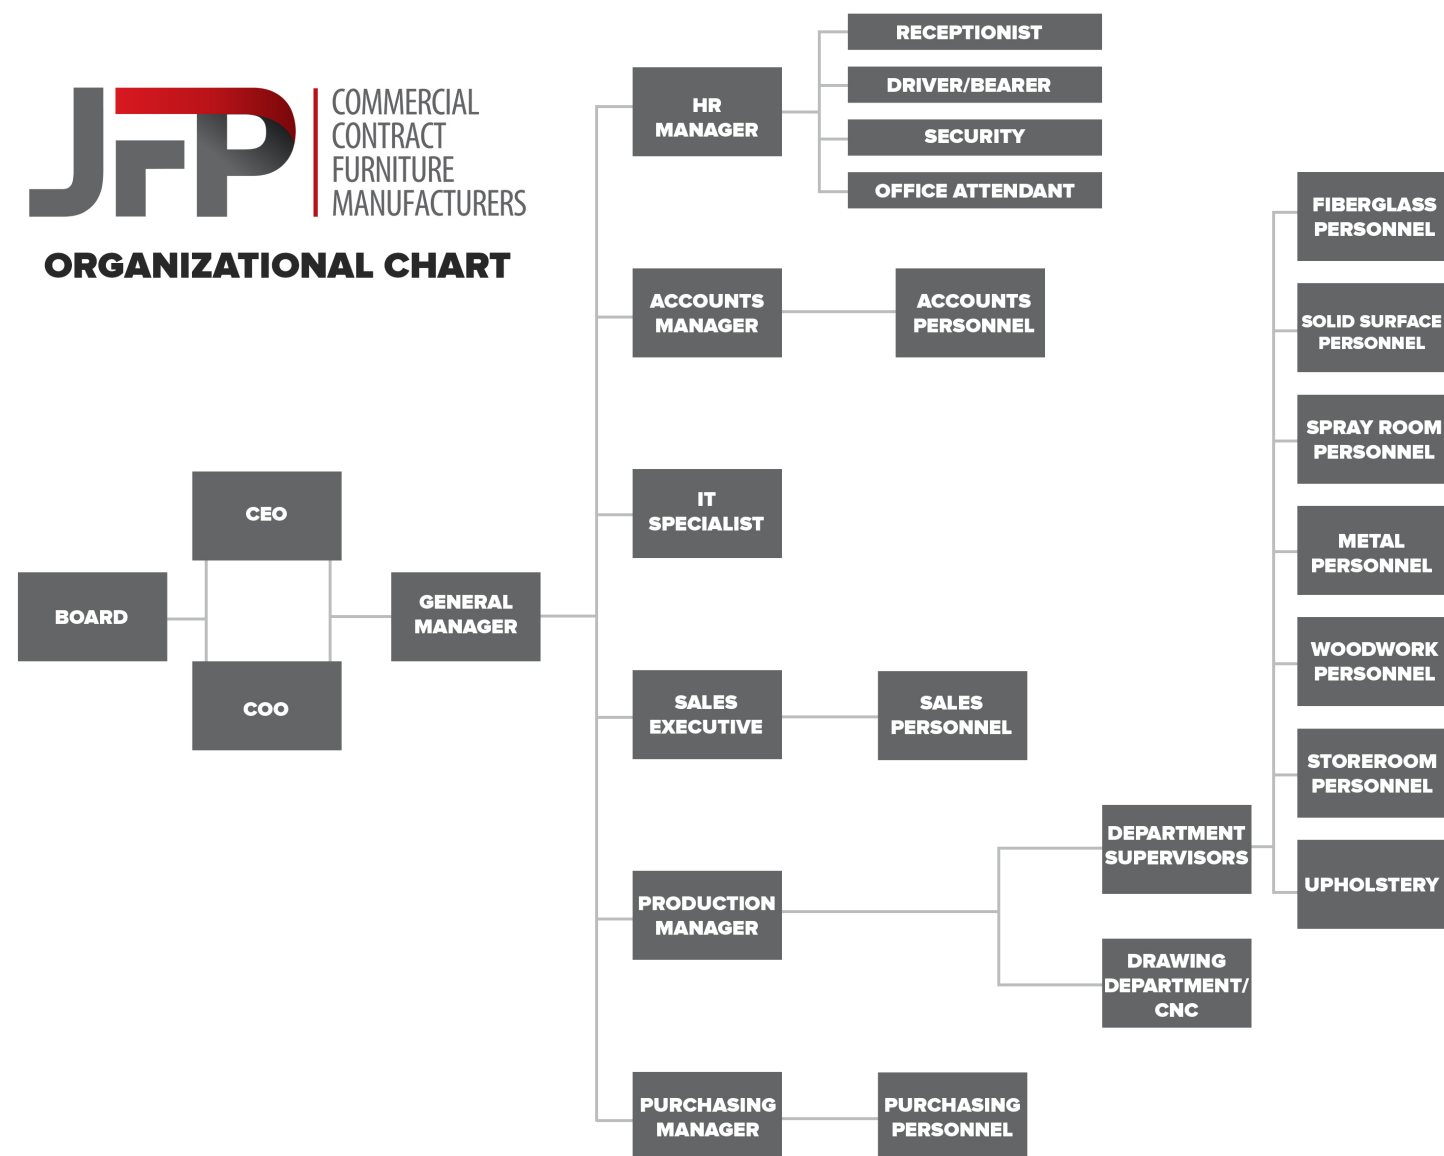 JFP
COMMERCIAL
CONTRACT
FURNITURE
MANUFACTURERS
ORGANIZATIONAL CHART
BOARD
CEO
COO
GENERAL
MANAGER
HR
MANAGER
RECEPTIONIST
DRIVER/BEARER
SECURITY
OFFICE ATTENDANT
ACCOUNTS
MANAGER
ACCOUNTS
PERSONNEL
IT
SPECIALIST
SALES
EXECUTIVE
SALES
PERSONNEL
PRODUCTION
MANAGER
DEPARTMENT
SUPERVISORS
FIBERGLASS
PERSONNEL
SOLID SURFACE
PERSONNEL
SPRAY ROOM
PERSONNEL
METAL
PERSONNEL
WOODWORK
PERSONNEL
STOREROOM
PERSONNEL
UPHOLSTERY
DRAWING
DEPARTMENT/
CNC
PURCHASING
MANAGER
PURCHASING
PERSONNEL